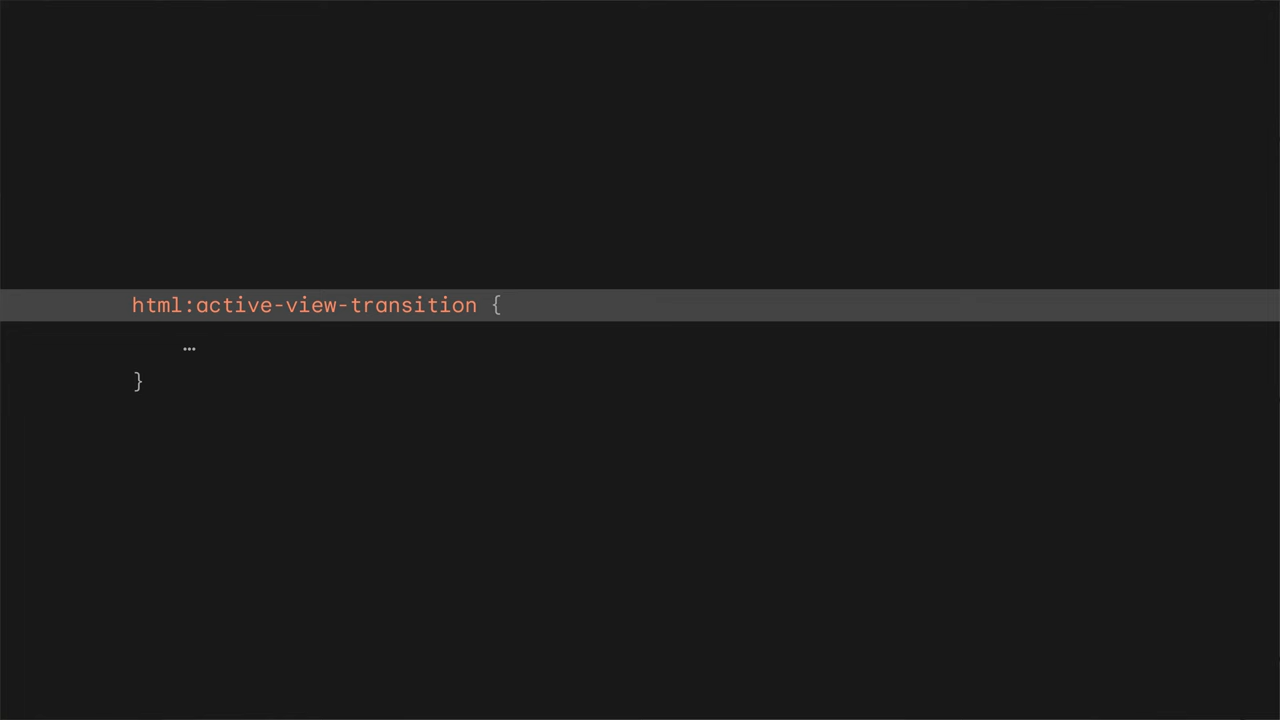 html:active-view-transition {
…
}